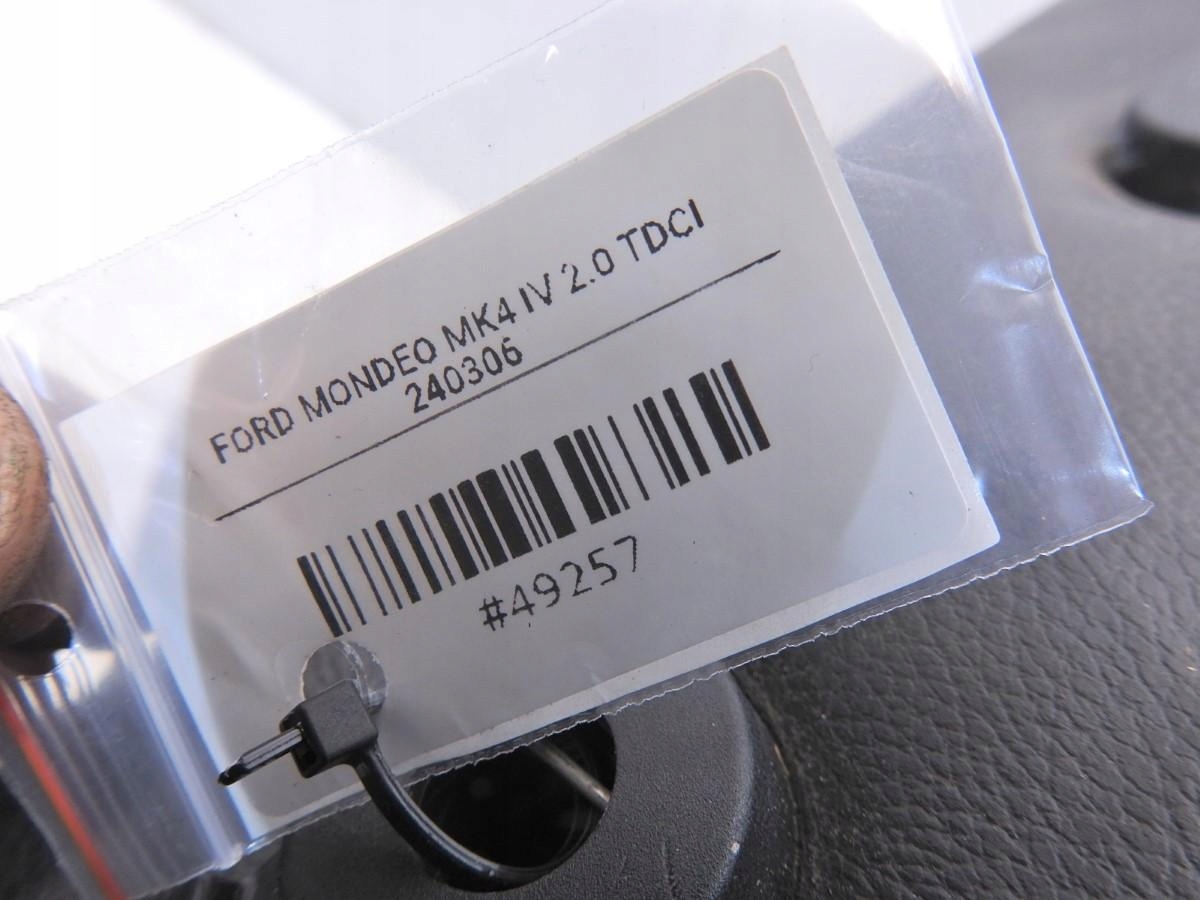 FORD MONDEO MK4 IV 2.0 TDCI
240306
#49257